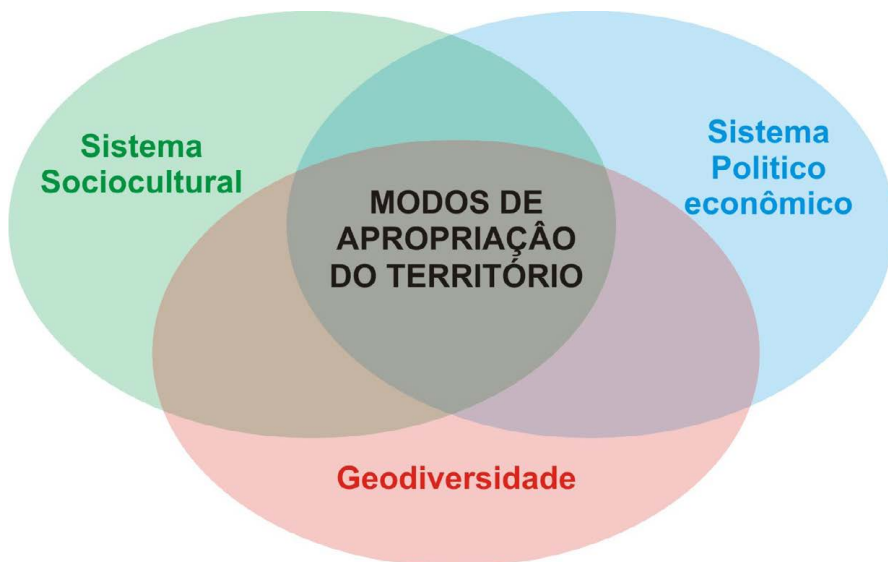 Sistema
Sociocultural
Sistema
Politico
econômico
MODOS DE
APROPRIAÇÂO
DO TERRITÓRIO
Geodiversidade